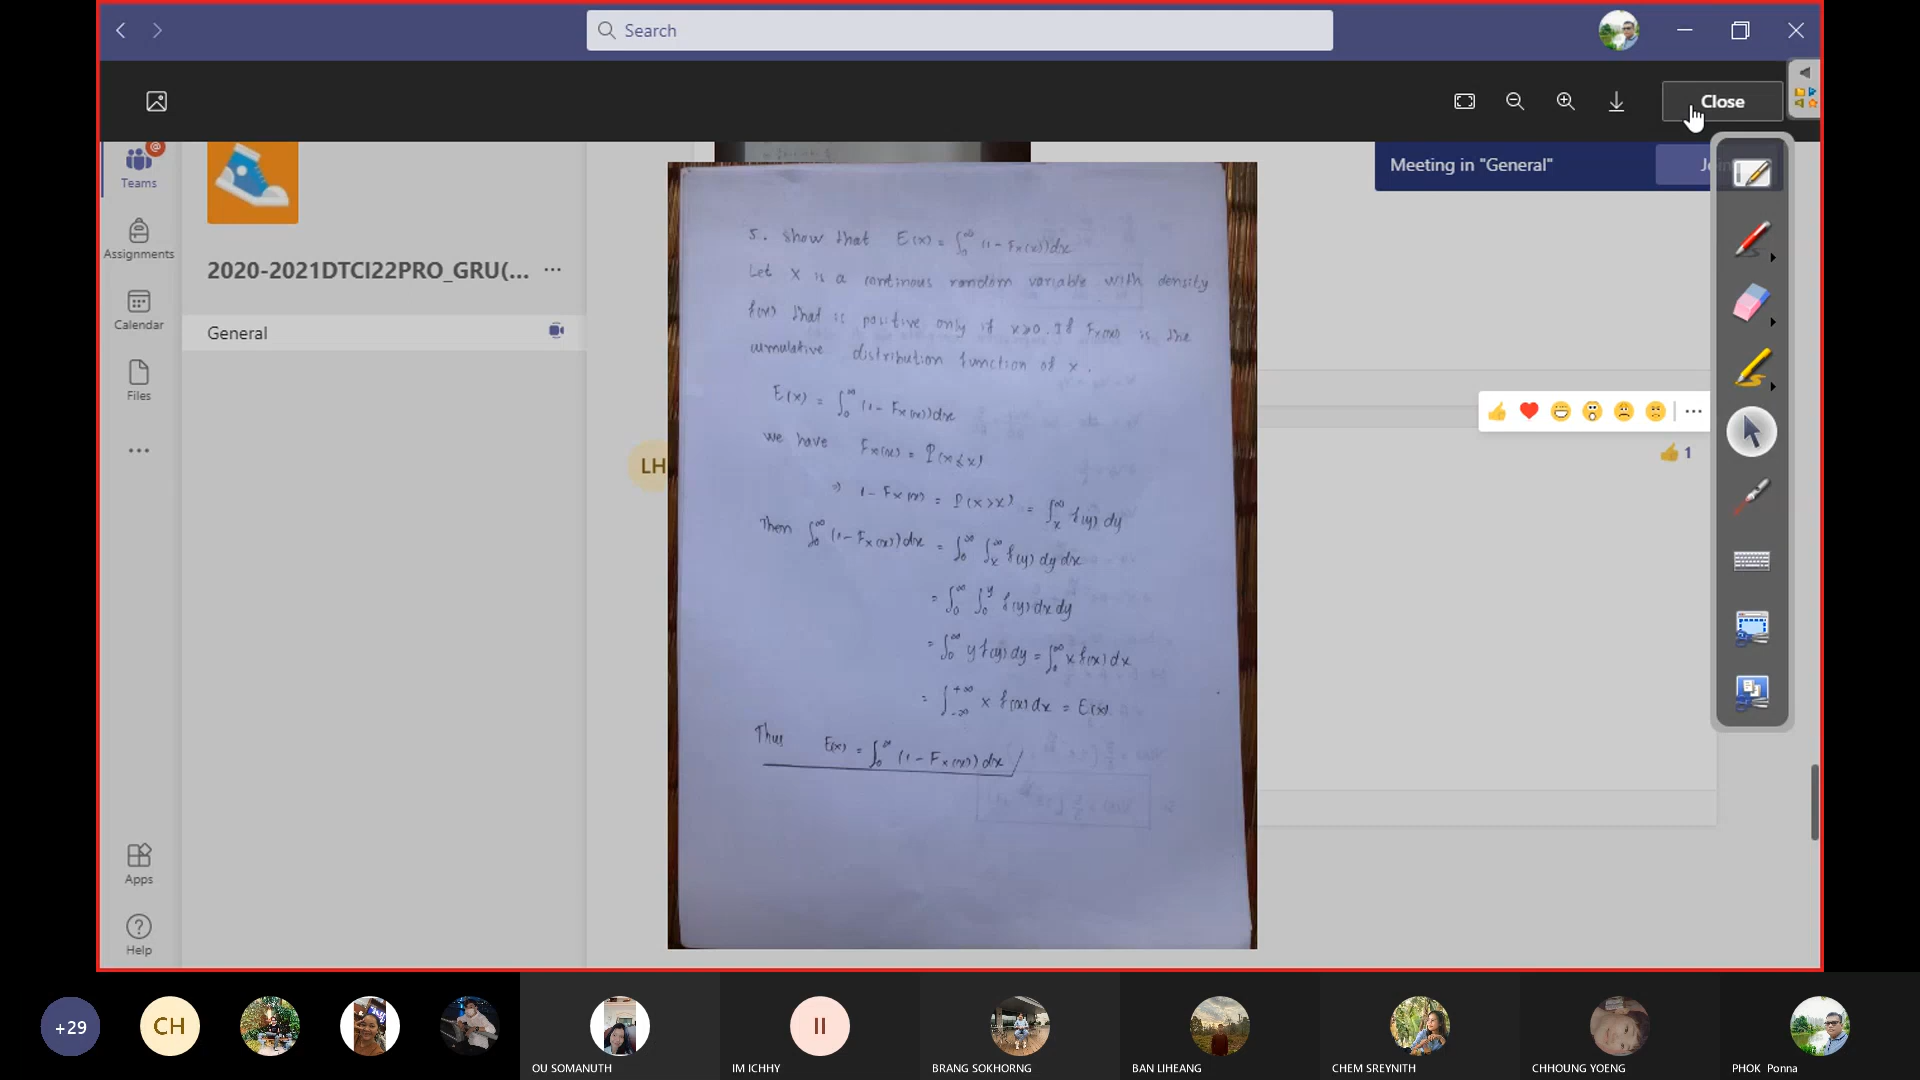 Search
Close
Teams
Assignments
Calendar
Files
Apps
Help
2020-2021DTCI22PRO_GRU(...
General
Meeting in "General"
LH
1
5. Show that E(x) = ∫₀^∞ (1 - Fx(x))dx
Let X is a continous random variable with density
f(x) that is positive only if x≥0. If Fx(x) is the
cumulative distribution function of x.
E(x) = ∫₀^∞ (1 - Fx(x))dx
we have Fx(x) = P(X≤x)
⇒ 1 - Fx(x) = P(X>x) = ∫ₓ^∞ f(y) dy
Then ∫₀^∞ (1 - Fx(x))dx = ∫₀^∞ ∫ₓ^∞ f(y) dy dx
= ∫₀^∞ ∫₀^y f(y) dx dy
= ∫₀^∞ y f(y) dy = ∫₀^∞ x f(x) dx
= ∫₋∞^+∞ x f(x) dx = E(x).
Thus E(x) = ∫₀^∞ (1 - Fx(x)) dx
+29
CH
OU SOMANUTH
II
IM ICHHY
BRANG SOKHORNG
BAN LIHEANG
CHEM SREYNITH
CHHOUNG YOENG
PHOK Ponna